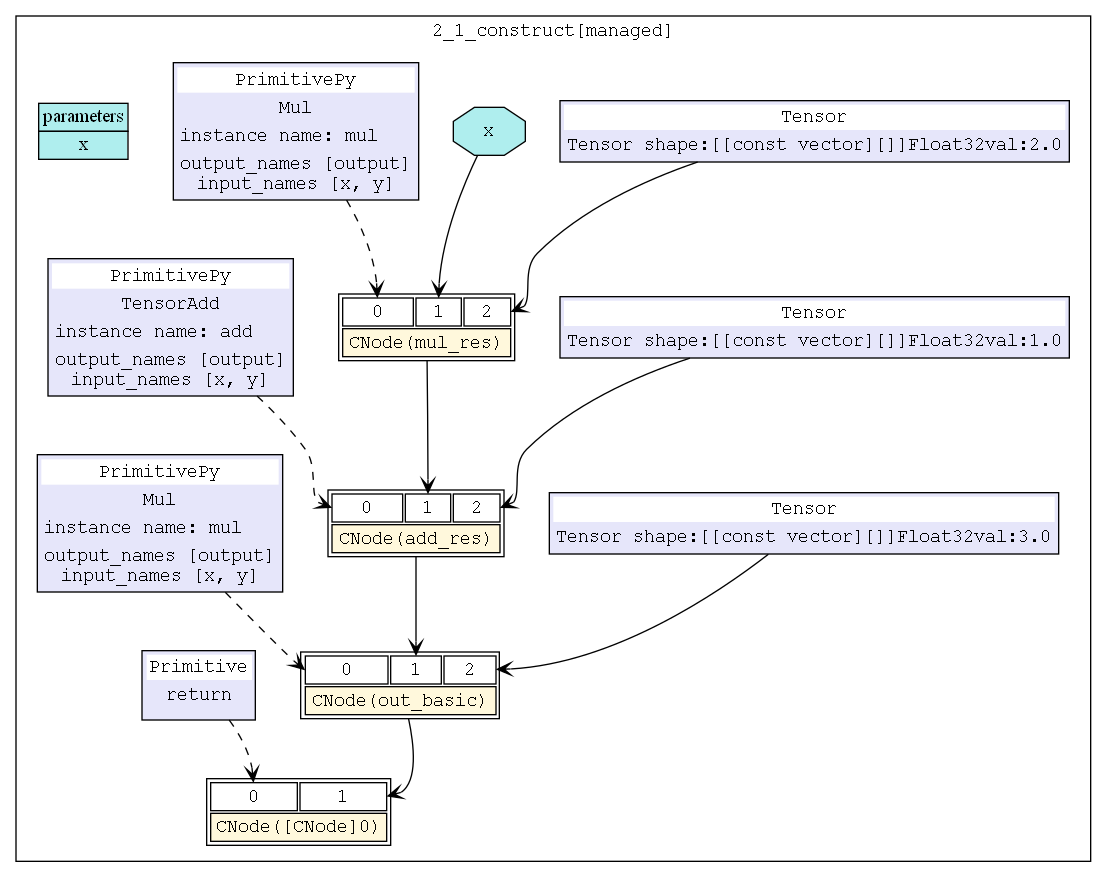 2_1_construct[managed]
parameters
x
PrimitivePy
Mul
instance name: mul
output_names [output]
input_names [x, y]
x
Tensor
Tensor shape:[[const vector][]]Float32val:2.0
0 1 2
CNode(mul_res)
PrimitivePy
TensorAdd
instance name: add
output_names [output]
input_names [x, y]
Tensor
Tensor shape:[[const vector][]]Float32val:1.0
0 1 2
CNode(add_res)
PrimitivePy
Mul
instance name: mul
output_names [output]
input_names [x, y]
Tensor
Tensor shape:[[const vector][]]Float32val:3.0
0 1 2
CNode(out_basic)
Primitive
return
0 1
CNode([CNode]0)